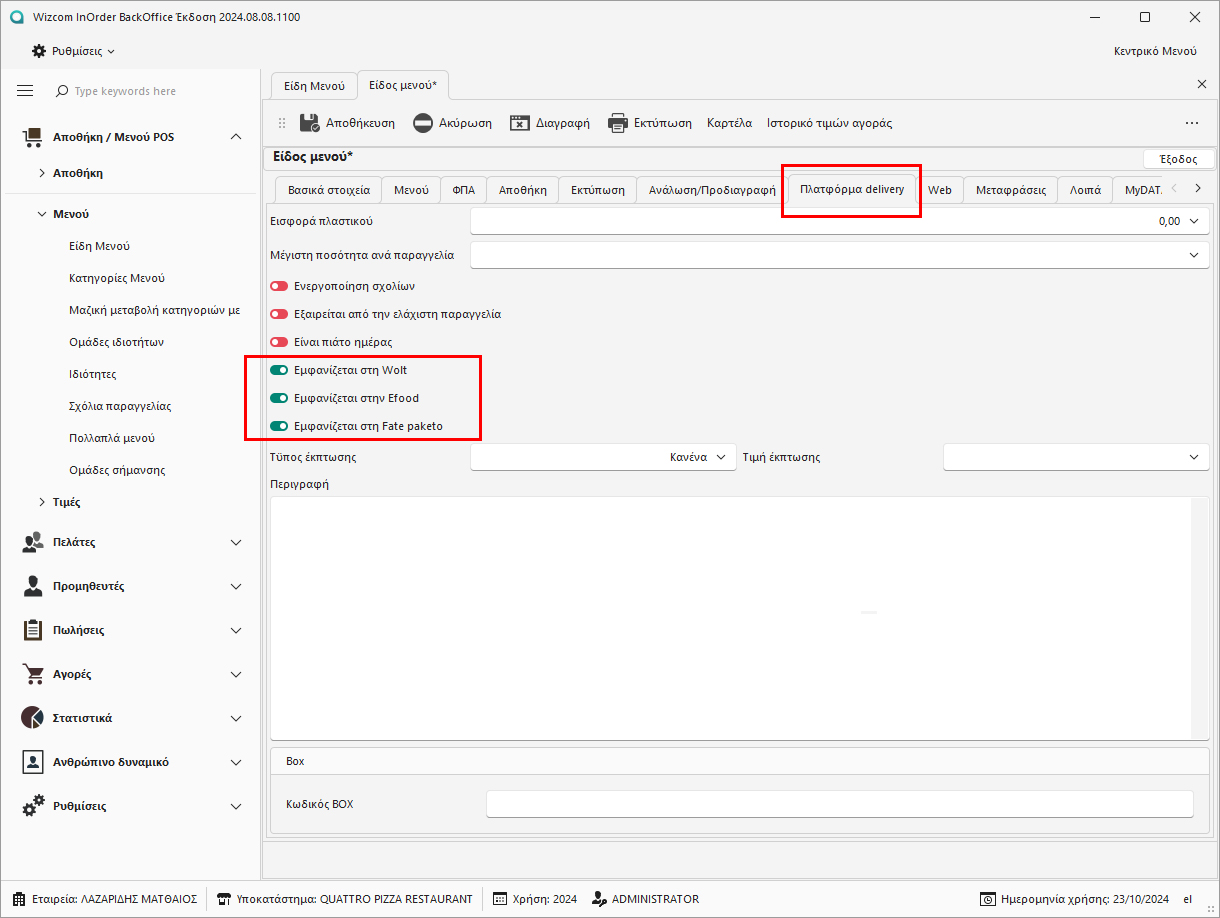 Wizcom InOrder BackOffice Έκδοση 2024.08.08.1100
Ρυθμίσεις
Κεντρικό Μενού
Type keywords here
Αποθήκη / Μενού POS
Αποθήκη
Μενού
Είδη Μενού
Κατηγορίες Μενού
Μαζική μεταβολή κατηγοριών με
Ομάδες ιδιοτήτων
Ιδιότητες
Σχόλια παραγγελίας
Πολλαπλά μενού
Ομάδες σήμανσης
Τιμές
Πελάτες
Προμηθευτές
Πωλήσεις
Αγορές
Στατιστικά
Ανθρώπινο δυναμικό
Ρυθμίσεις
Είδη Μενού Είδος μενού*
Αποθήκευση Ακύρωση Διαγραφή Εκτύπωση Καρτέλα Ιστορικό τιμών αγοράς
Είδος μενού* Έξοδος
Βασικά στοιχεία Μενού ΦΠΑ Αποθήκη Εκτύπωση Ανάλωση/Προδιαγραφή Πλατφόρμα delivery Web Μεταφράσεις Λοιπά MyDAT.
Εισφορά πλαστικού 0,00
Μέγιστη ποσότητα ανά παραγγελία
Ενεργοποίηση σχολίων
Εξαιρείται από την ελάχιστη παραγγελία
Είναι πιάτο ημέρας
Εμφανίζεται στη Wolt
Εμφανίζεται στην Efood
Εμφανίζεται στη Fate paketo
Τϋπος έκπτωσης Κανένα Τιμή έκπτωσης
Περιγραφή
Box
Κωδικός BOX
Εταιρεία: ΛΑΖΑΡΙΔΗΣ ΜΑΤΘΑΙΟΣ Υποκατάστημα: QUATTRO PIZZA RESTAURANT Χρήση: 2024 ADMINISTRATOR Ημερομηνία χρήσης: 23/10/2024 el